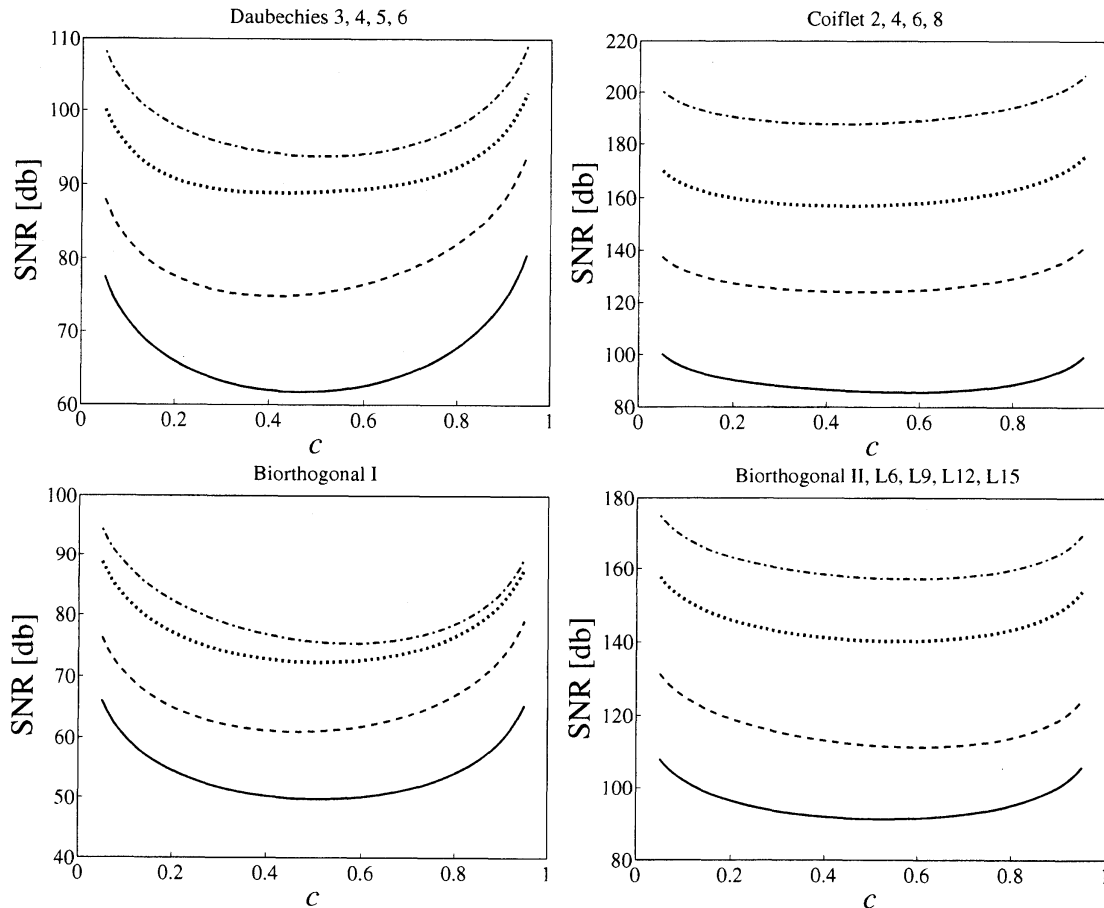 Daubechies 3, 4, 5, 6
110
100
90
80
70
60
SNR [db]
0 0.2 0.4 0.6 0.8 1
c
Coiflet 2, 4, 6, 8
220
200
180
160
140
120
100
80
SNR [db]
0 0.2 0.4 0.6 0.8 1
c
Biorthogonal I
100
90
80
70
60
50
40
SNR [db]
0 0.2 0.4 0.6 0.8 1
c
Biorthogonal II, L6, L9, L12, L15
180
160
140
120
100
80
SNR [db]
0 0.2 0.4 0.6 0.8 1
c